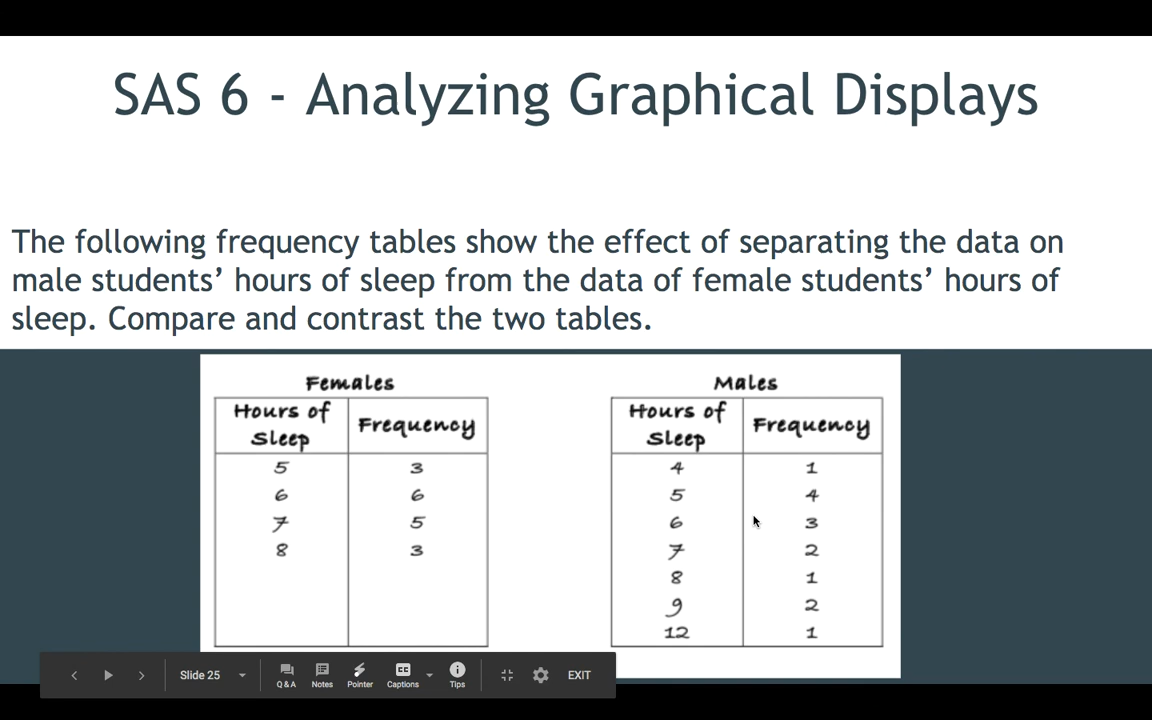 SAS 6 - Analyzing Graphical Displays
The following frequency tables show the effect of separating the data on
male students’ hours of sleep from the data of female students’ hours of
sleep. Compare and contrast the two tables.
Females
Hours of Sleep Frequency
5 3
6 6
7 5
8 3
Males
Hours of Sleep Frequency
4 1
5 4
6 3
7 2
8 1
9 2
12 1
Slide 25
Q & A
Notes
Pointer
Captions
Tips
EXIT